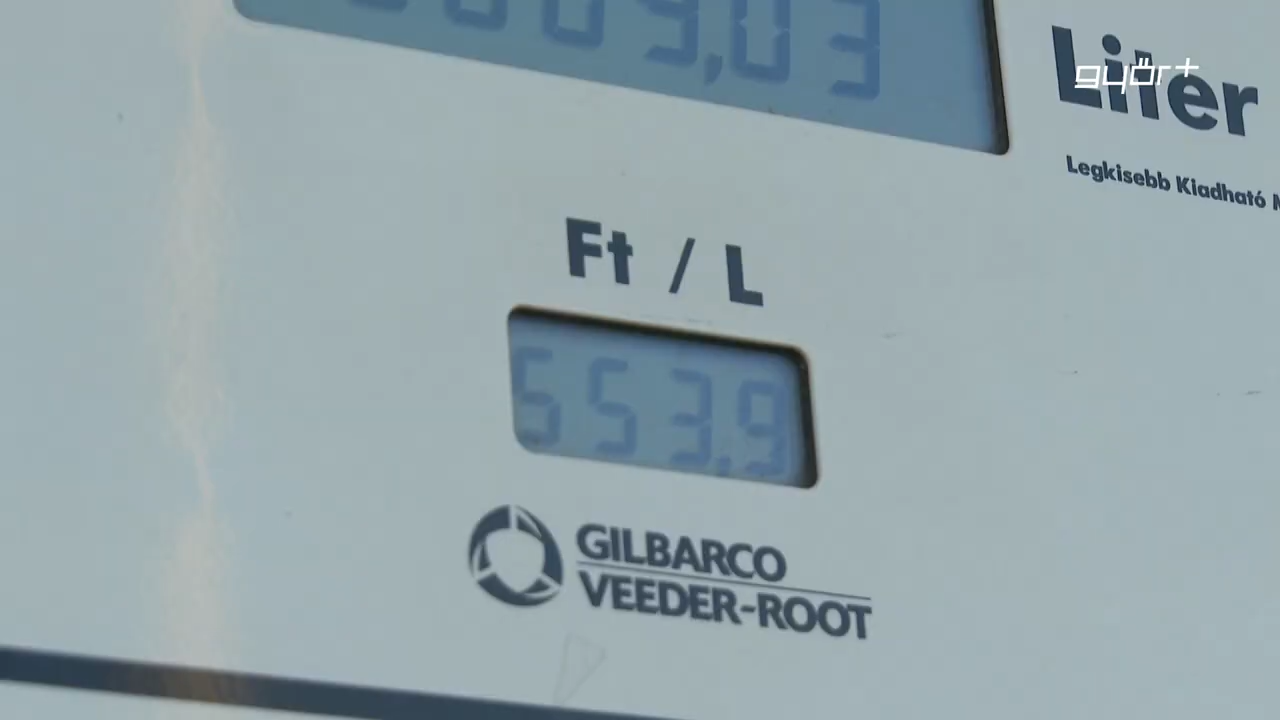 Liter
győr+
Legkisebb Kiadható
Ft / L
553,9
GILBARCO
VEEDER-ROOT